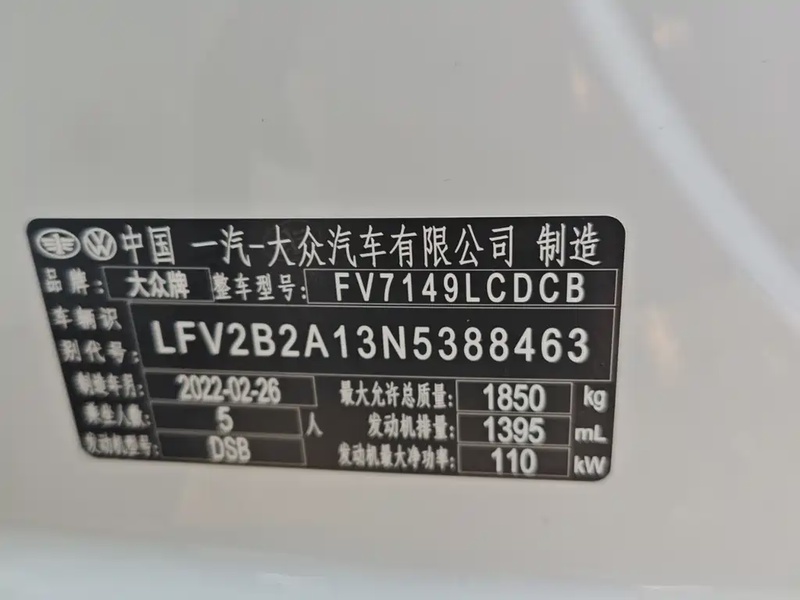 中国 一汽-大众汽车有限公司 制造
品牌: 大众牌 整车型号: FV7149LCDCB
车辆识别代号: LFV2B2A13N5388463
制造年月: 2022-02-26 最大允许总质量: 1850 kg
乘坐人数: 5 人 发动机排量: 1395 mL
发动机型号: DSB 发动机最大净功率: 110 kW